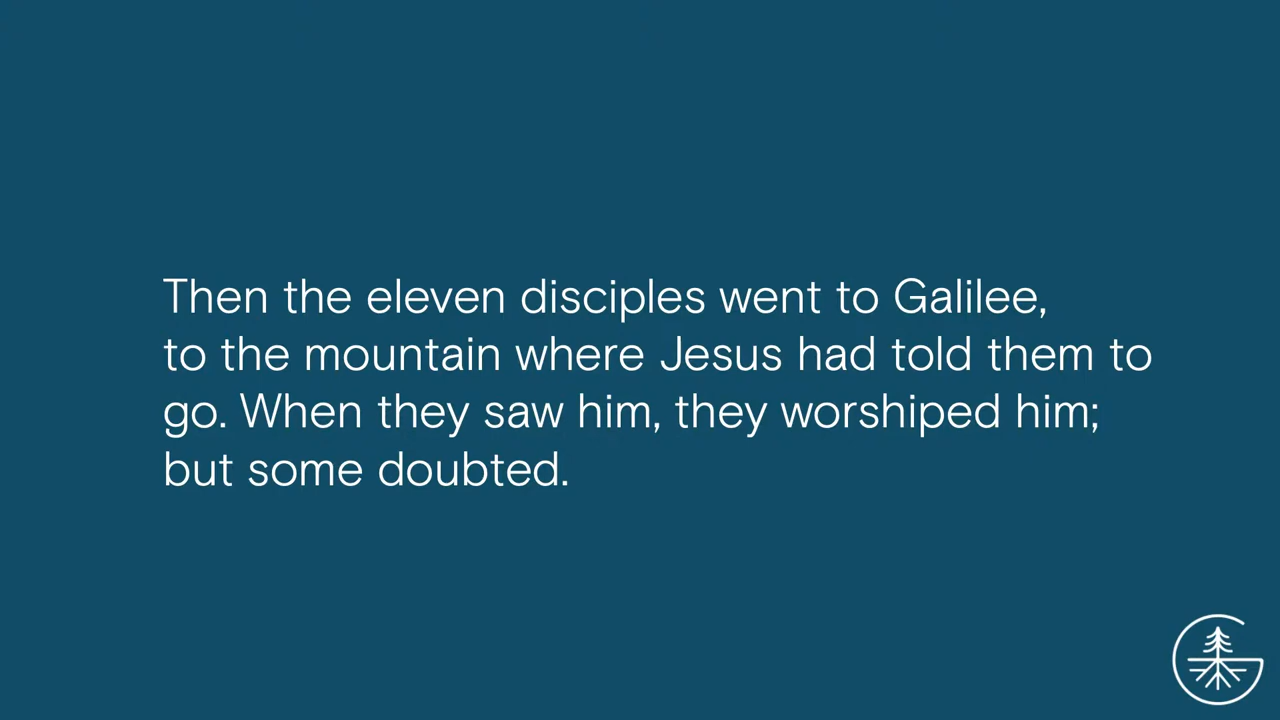 Then the eleven disciples went to Galilee,
to the mountain where Jesus had told them to
go. When they saw him, they worshiped him;
but some doubted.